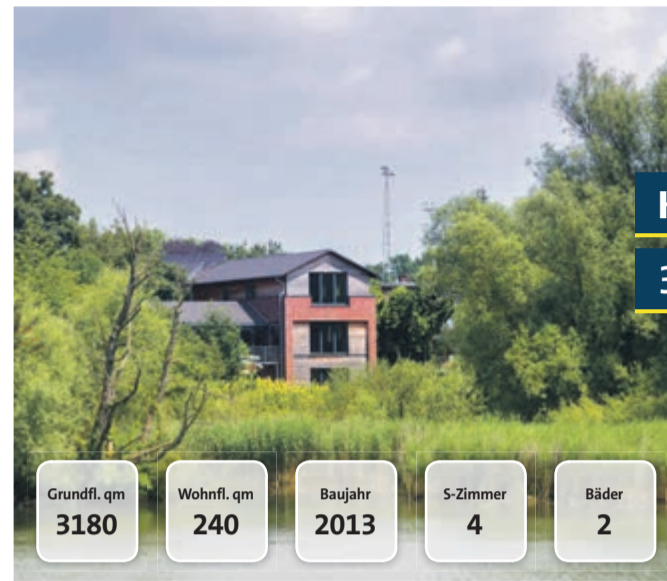 Grundfl. qm
3180
Wohnfl. qm
240
Baujahr
2013
S-Zimmer
4
Bäder
2